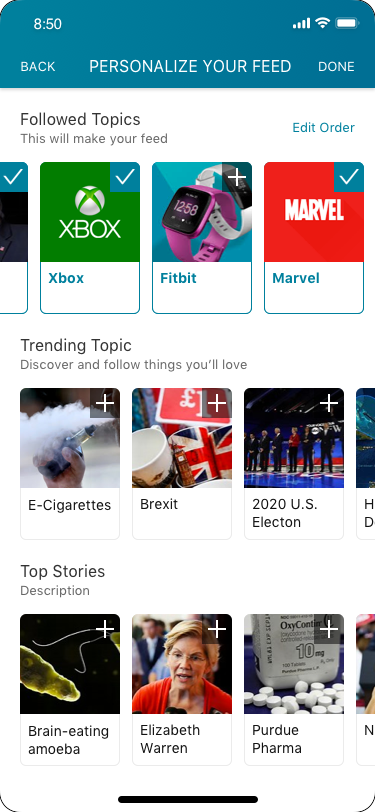 8:50
BACK
PERSONALIZE YOUR FEED
DONE
Followed Topics
This will make your feed
Edit Order
XBOX
MARVEL
Xbox
Fitbit
Marvel
Trending Topic
Discover and follow things you'll love
£1
E-Cigarettes
Brexit
2020 U.S.
Electon
H
D
Top Stories
Description
OxyContin
10 mg
Brain-eating
amoeba
Elizabeth
Warren
Purdue
Pharma
N